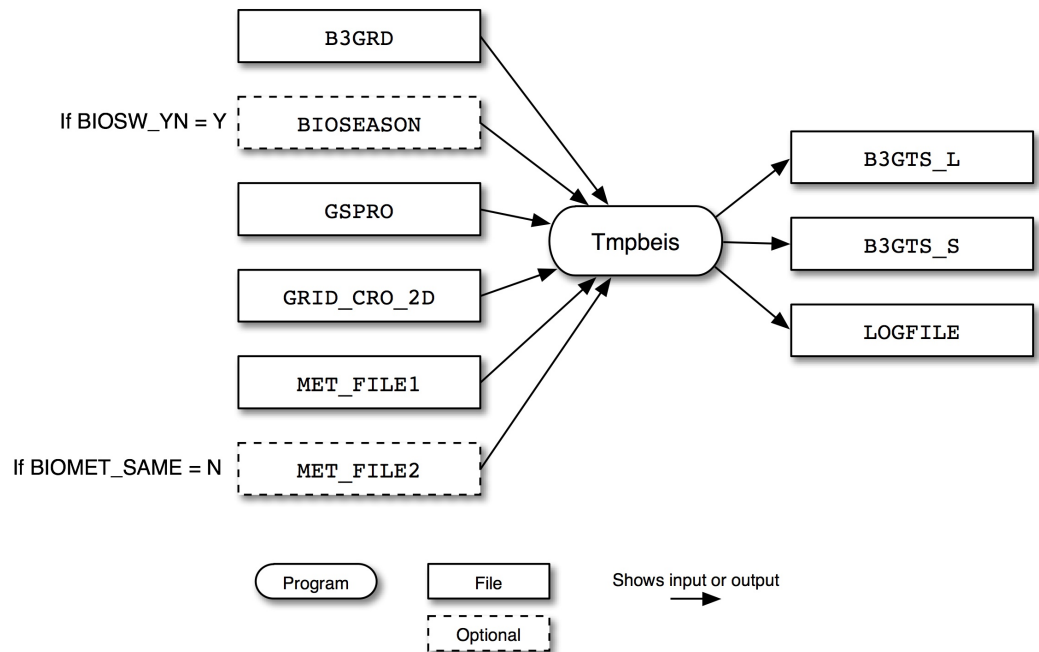 B3GRD
If BIOSW_YN = Y
BIOSEASON
GSPRO
GRID_CRO_2D
MET_FILE1
If BIOMET_SAME = N
MET_FILE2
Tmpbeis
B3GTS_L
B3GTS_S
LOGFILE
Program
File
Shows input or output
Optional